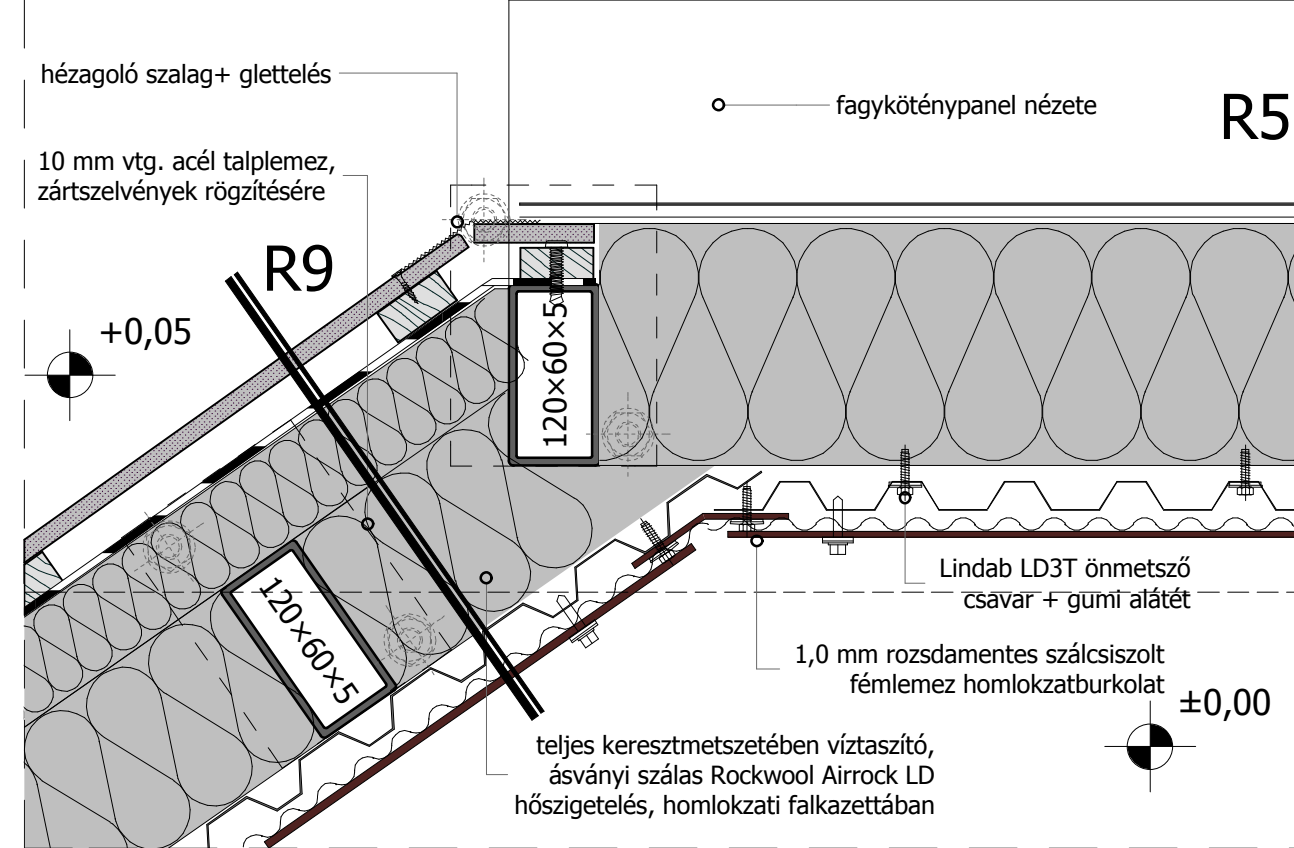 hézagoló szalag+ glettelés
fagyköténypanel nézete
R5
10 mm vtg. acél talplemez,
zártszelvények rögzítésére
R9
+0,05
120×60×5
120×60×5
Lindab LD3T önmetsző
csavar + gumi alátét
1,0 mm rozsdamentes szálcsiszolt
fémlemez homlokzatburkolat
±0,00
teljes keresztmetszetében víztaszító,
ásványi szálas Rockwool Airrock LD
hőszigetelés, homlokzati falkazettában